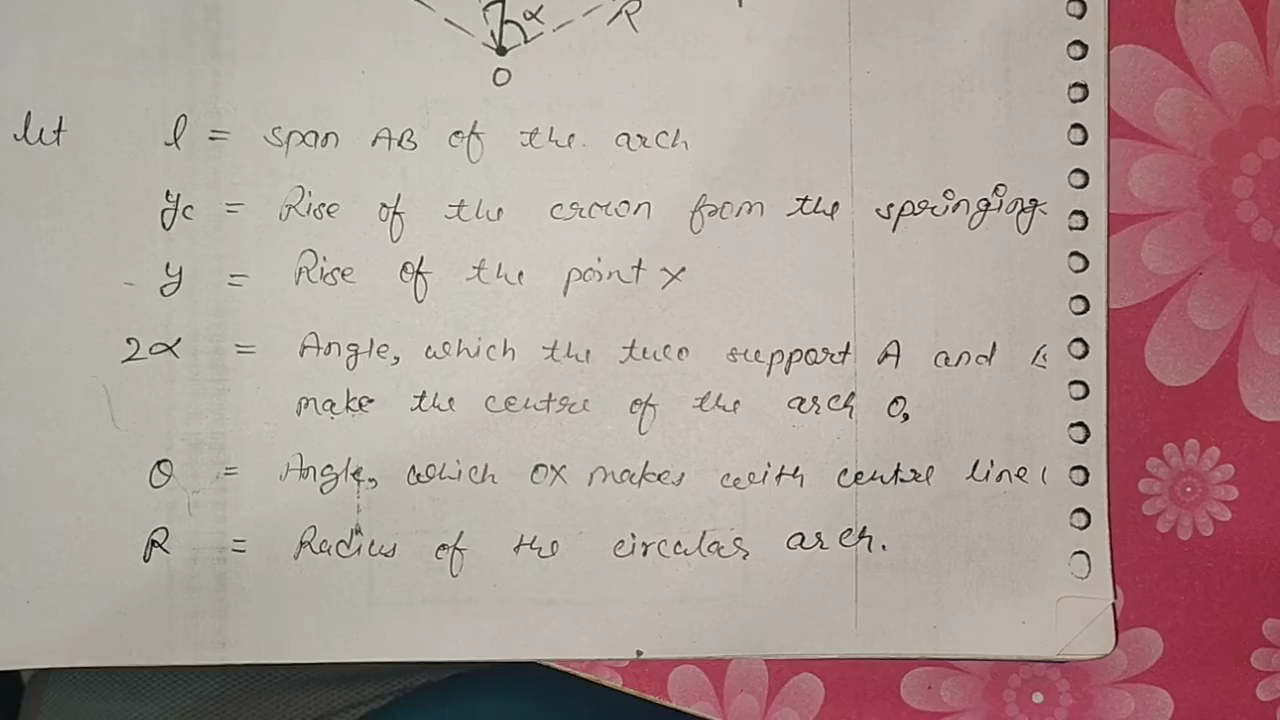 α
R
O
let l = span AB of the arch
yc = Rise of the crown from the springing.
y = Rise of the point x
2α = Angle, which the two support A and
make the centre of the arch O,
θ = Angle, which OX makes with centre line
R = Radius of the circular arch.